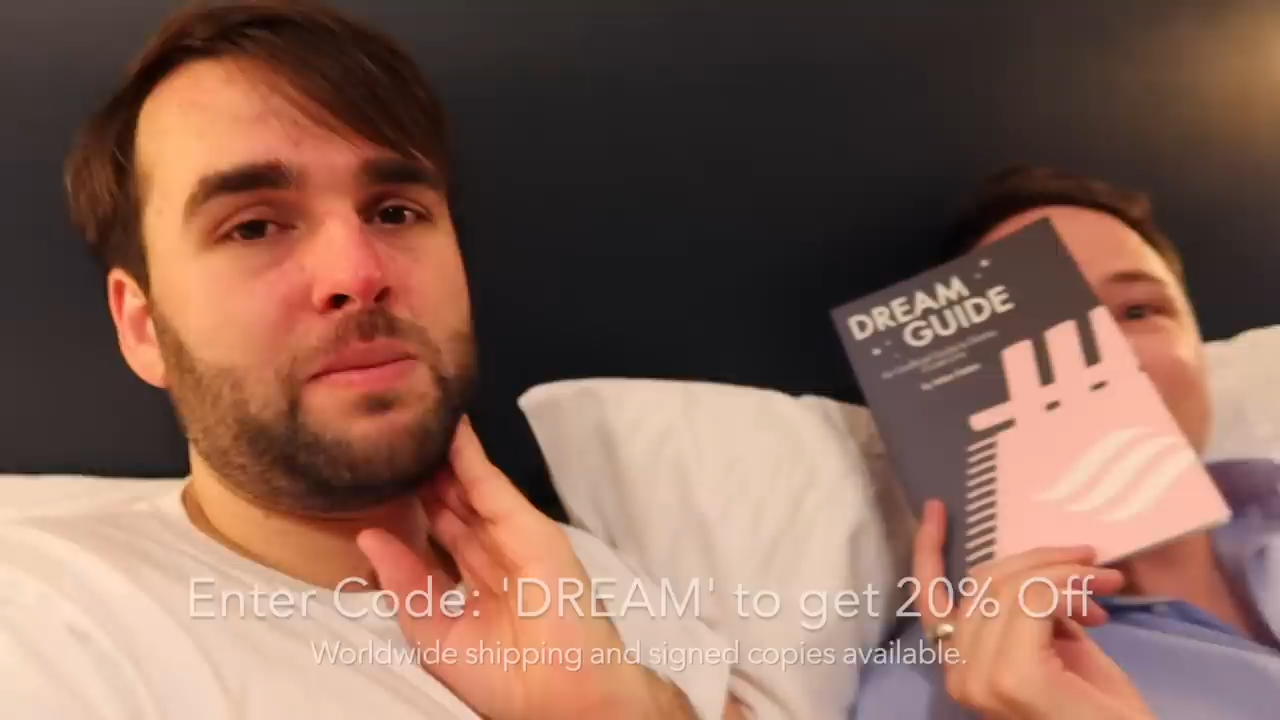 DREAM
GUIDE
Enter Code: 'DREAM' to get 20% Off
Worldwide shipping and signed copies available.